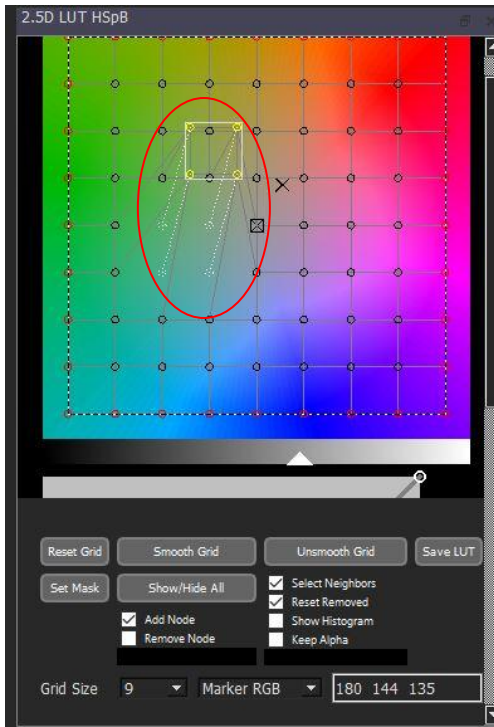 2.5D LUT HSpB
Reset Grid Smooth Grid Unsmooth Grid Save LUT
Set Mask Show/Hide All Select Neighbors
Reset Removed
Add Node Show Histogram
Remove Node Keep Alpha
Grid Size 9 Marker RGB 180 144 135